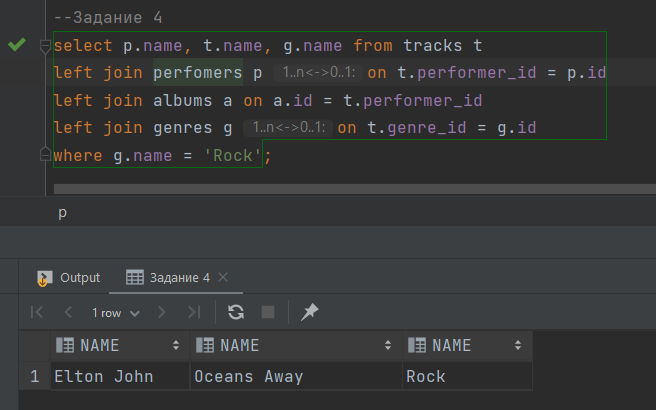 --Задание 4
select p.name, t.name, g.name from tracks t
left join perfomers p 1..n<->0..1: on t.performer_id = p.id
left join albums a on a.id = t.performer_id
left join genres g 1..n<->0..1: on t.genre_id = g.id
where g.name = 'Rock';
p
Output Задание 4
1 row
NAME NAME NAME
1 Elton John Oceans Away Rock